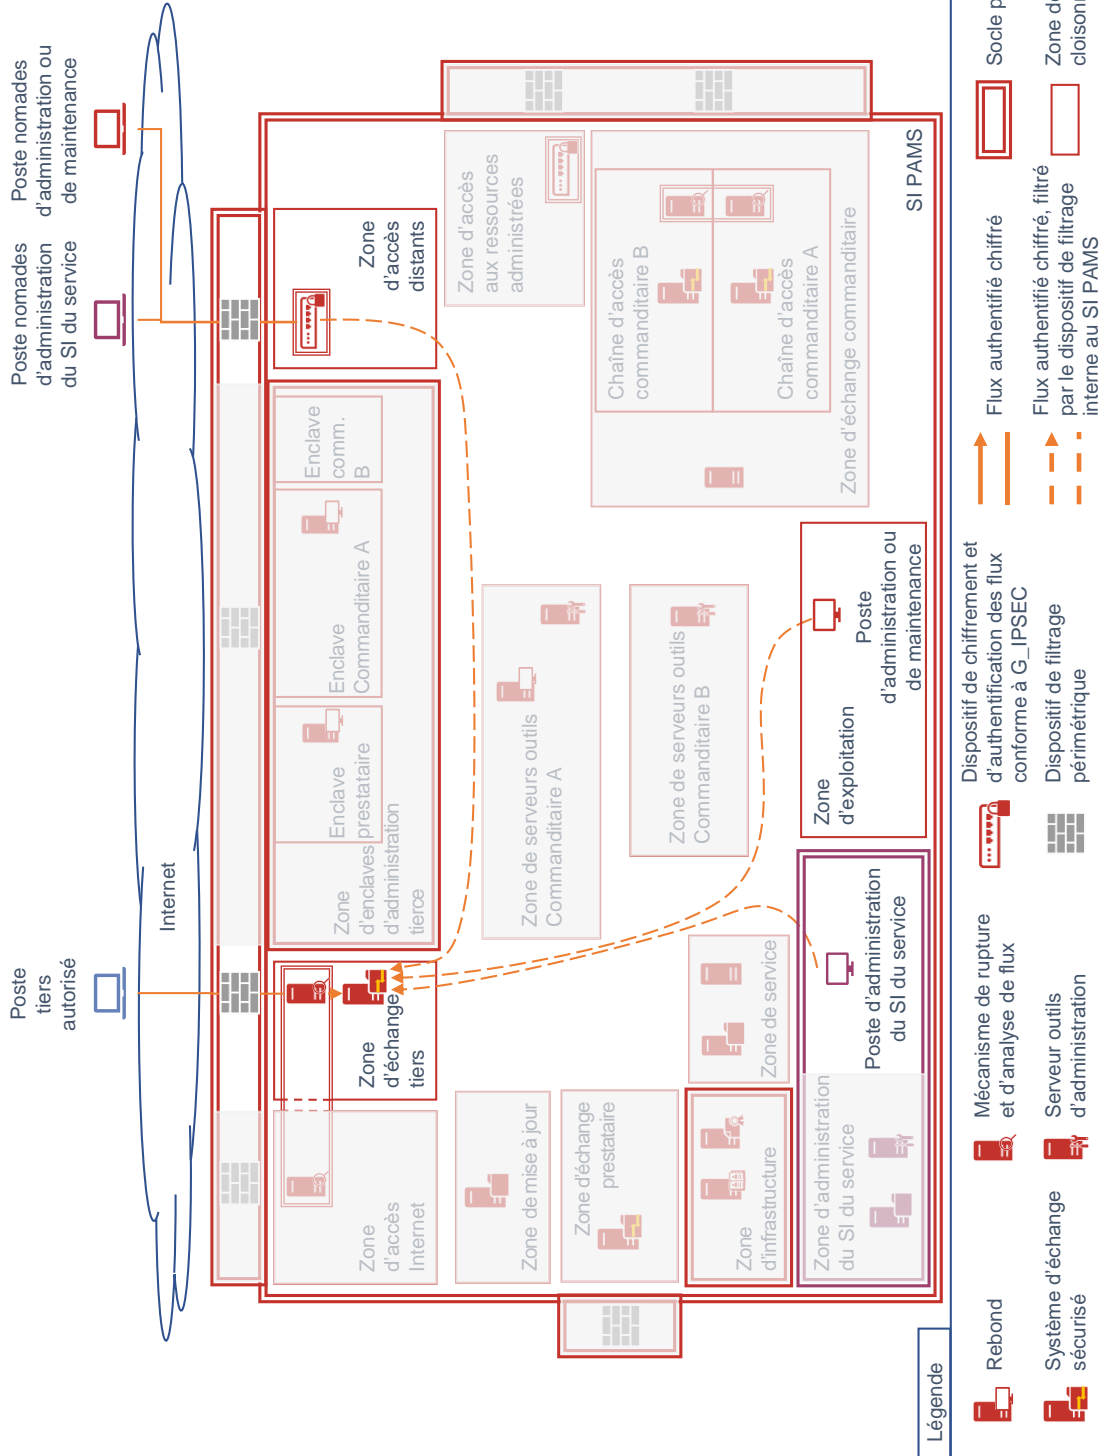 Poste
tiers
autorisé
Poste nomades
d'administration
du SI du service
Poste nomades
d'administration ou
de maintenance
Internet
Zone
d'accès
Internet
Zone
d'échange
tiers
Zone
d'enclaves
d'administration
tierce
Enclave
prestataire
Enclave
Commanditaire A
Enclave
comm.
B
Zone
d'accès
distants
Zone de mise à jour
Zone d'échange
prestataire
Zone de serveurs outils
Commanditaire A
Zone de serveurs outils
Commanditaire B
Zone d'accès
aux ressources
administrées
Chaîne d'accès
commanditaire B
Chaîne d'accès
commanditaire A
Zone d'échange commanditaire
Zone
d'infrastructure
Zone de service
Zone d'administration
du SI du service
Poste d'administration
du SI du service
Zone
d'exploitation
Poste
d'administration ou
de maintenance
SI PAMS
Légende
Rebond
Système d'échange
sécurisé
Mécanisme de rupture
et d'analyse de flux
Serveur outils
d'administration
Dispositif de chiffrement et
d'authentification des flux
conforme à G_IPSEC
Dispositif de filtrage
périmétrique
Flux authentifié chiffré
Flux authentifié chiffré, filtré
par le dispositif de filtrage
interne au SI PAMS
Socle p
Zone de
cloisonn